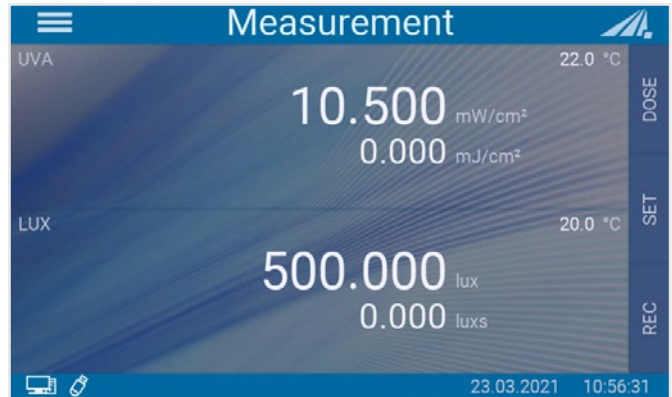 Measurement
UVA
22.0 °C
10.500 mW/cm²
0.000 mJ/cm²
DOSE
LUX
20.0 °C
SET
500.000 lux
0.000 luxs
REC
23.03.2021 10:56:31